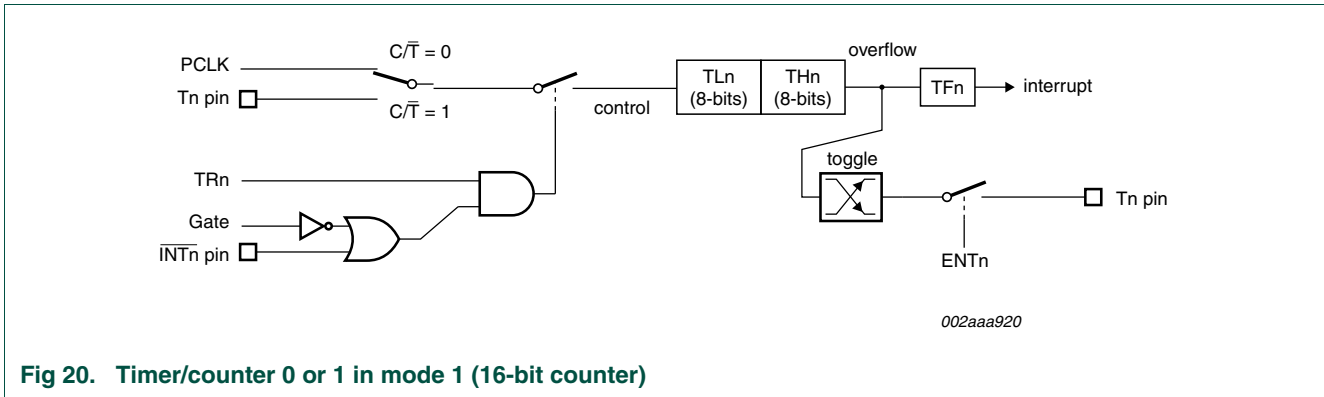 overflow
C/T̅ = 0
PCLK
TLn
(8-bits)
THn
(8-bits)
TFn
interrupt
Tn pin
C/T̅ = 1
control
toggle
TRn
Tn pin
Gate
I̅N̅T̅n̅ pin
ENTn
002aaa920
Fig 20. Timer/counter 0 or 1 in mode 1 (16-bit counter)